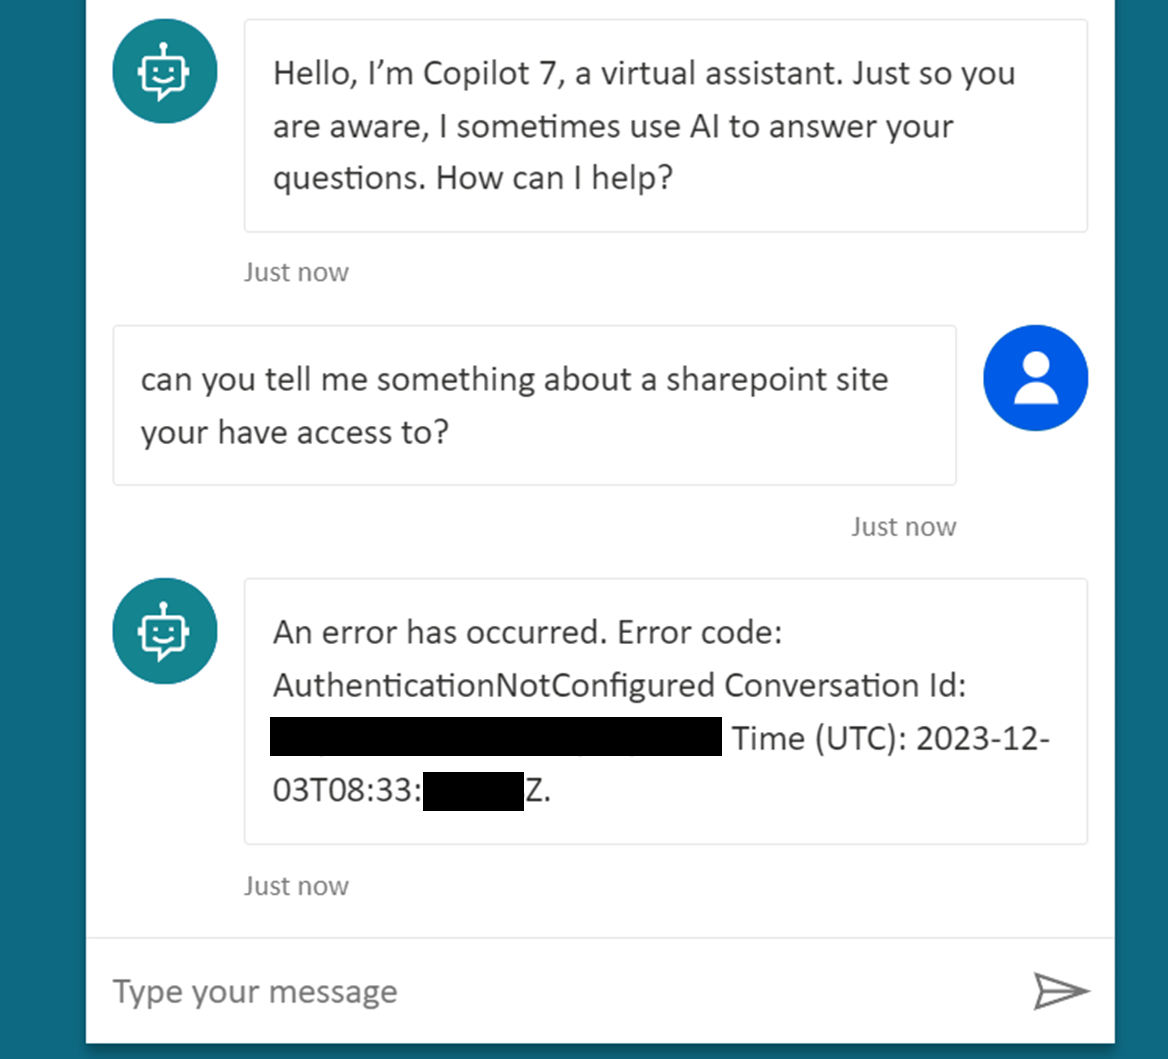 Hello, I’m Copilot 7, a virtual assistant. Just so you
are aware, I sometimes use AI to answer your
questions. How can I help?
Just now
can you tell me something about a sharepoint site
your have access to?
Just now
An error has occurred. Error code:
AuthenticationNotConfigured Conversation Id:
Time (UTC): 2023-12-
03T08:33: Z.
Just now
Type your message